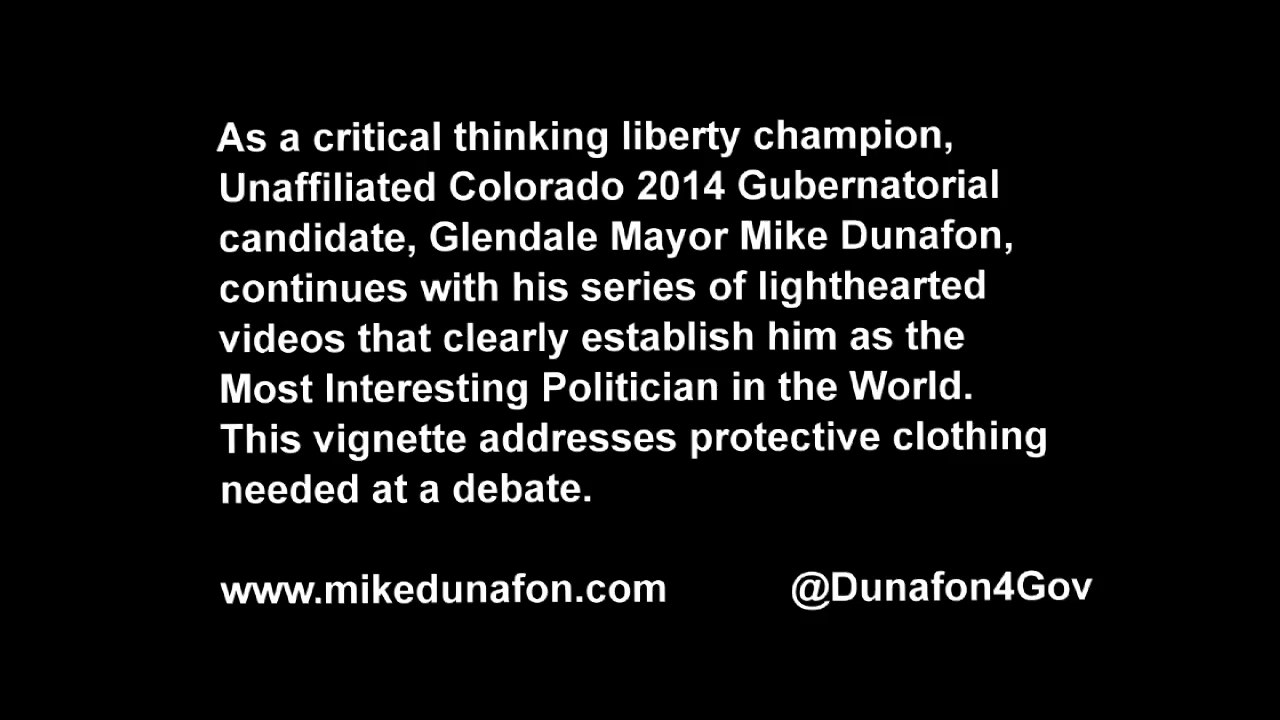 As a critical thinking liberty champion,
Unaffiliated Colorado 2014 Gubernatorial
candidate, Glendale Mayor Mike Dunafon,
continues with his series of lighthearted
videos that clearly establish him as the
Most Interesting Politician in the World.
This vignette addresses protective clothing
needed at a debate.
www.mikedunafon.com @Dunafon4Gov